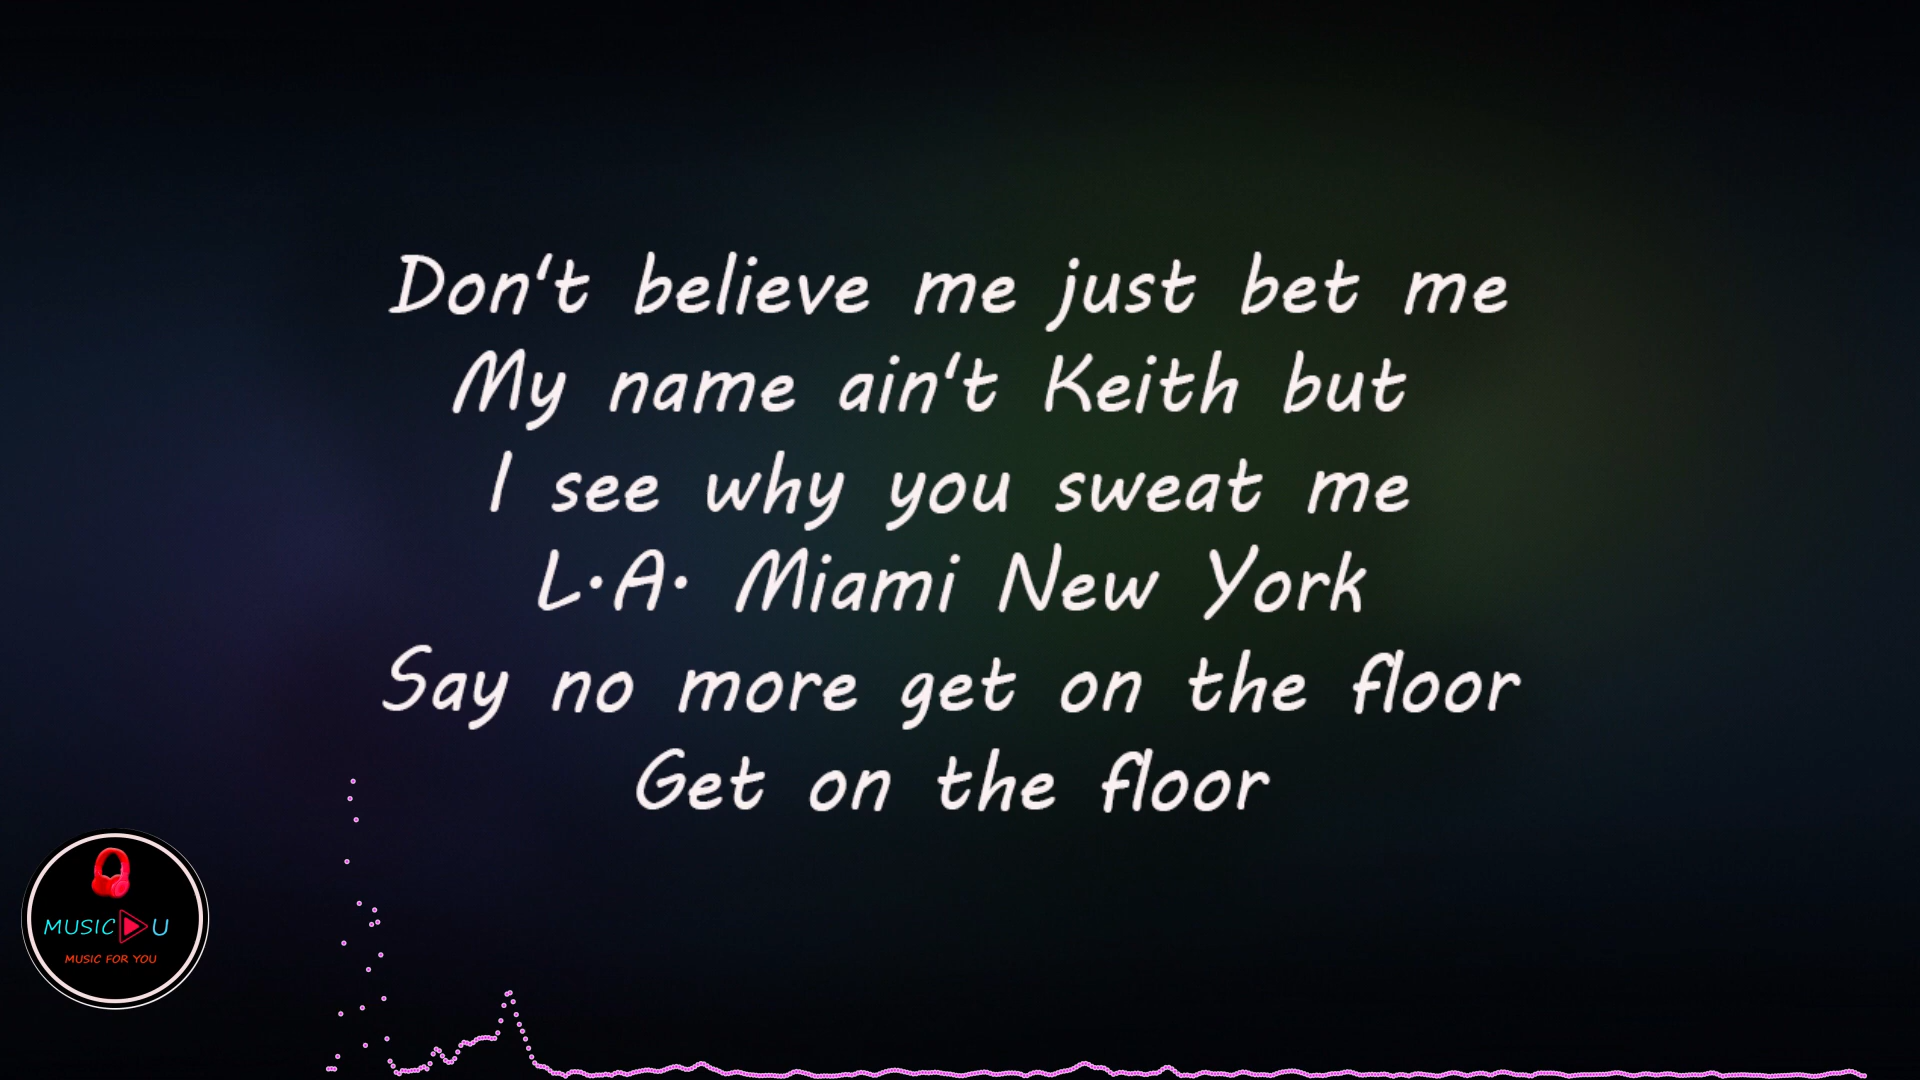 Don't believe me just bet me
My name ain't Keith but
I see why you sweat me
L.A. Miami New York
Say no more get on the floor
Get on the floor
MUSIC U
MUSIC FOR YOU